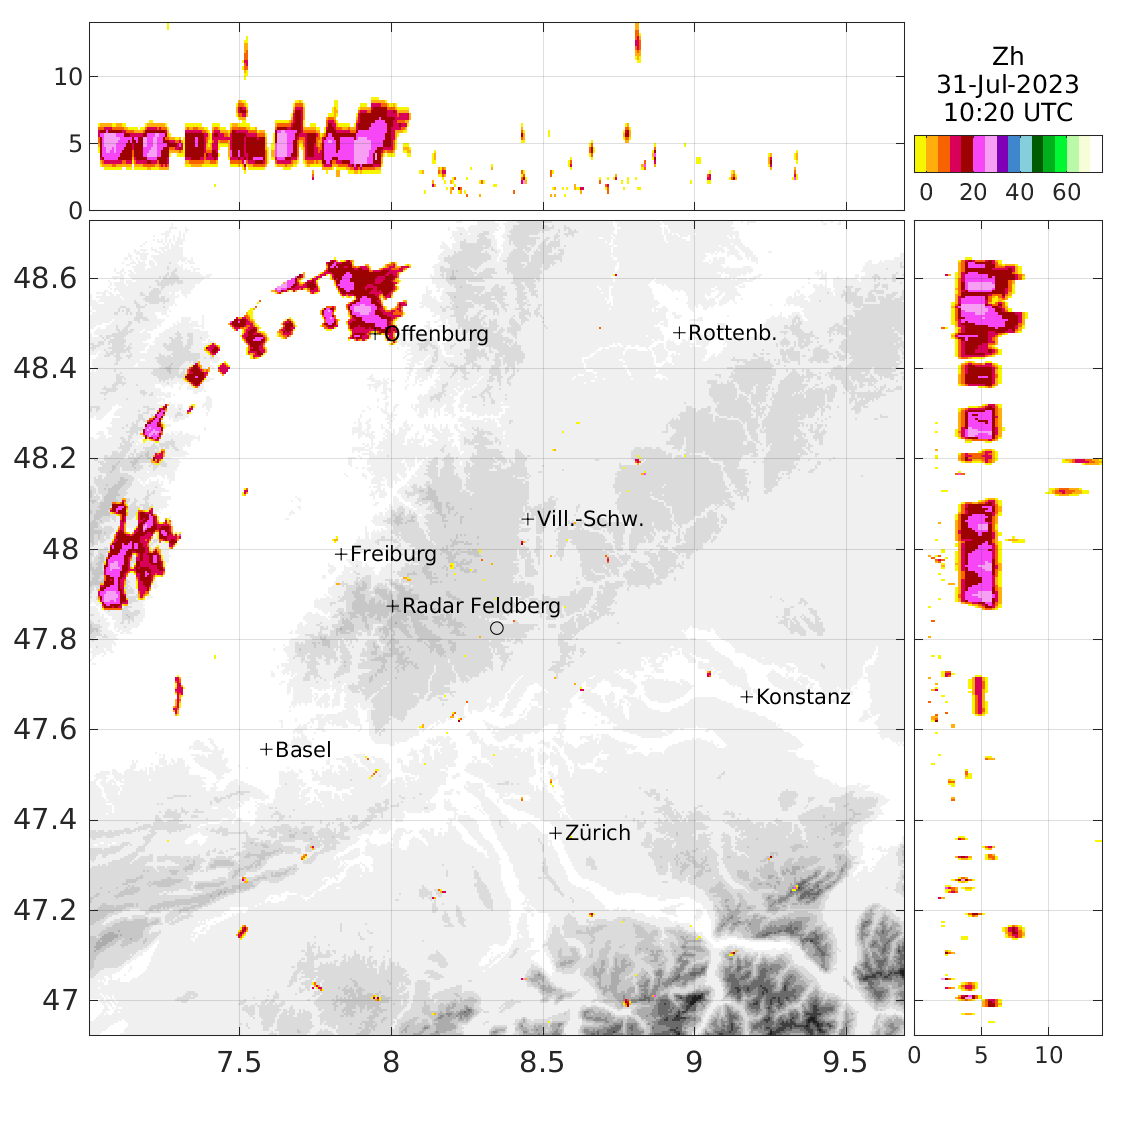 10
5
0
Zh
31-Jul-2023
10:20 UTC
0 20 40 60
48.6
48.4
48.2
48
47.8
47.6
47.4
47.2
47
Offenburg
Rottenb.
Vill.-Schw.
Freiburg
Radar Feldberg
Konstanz
Basel
Zürich
7.5 8 8.5 9 9.5
0 5 10